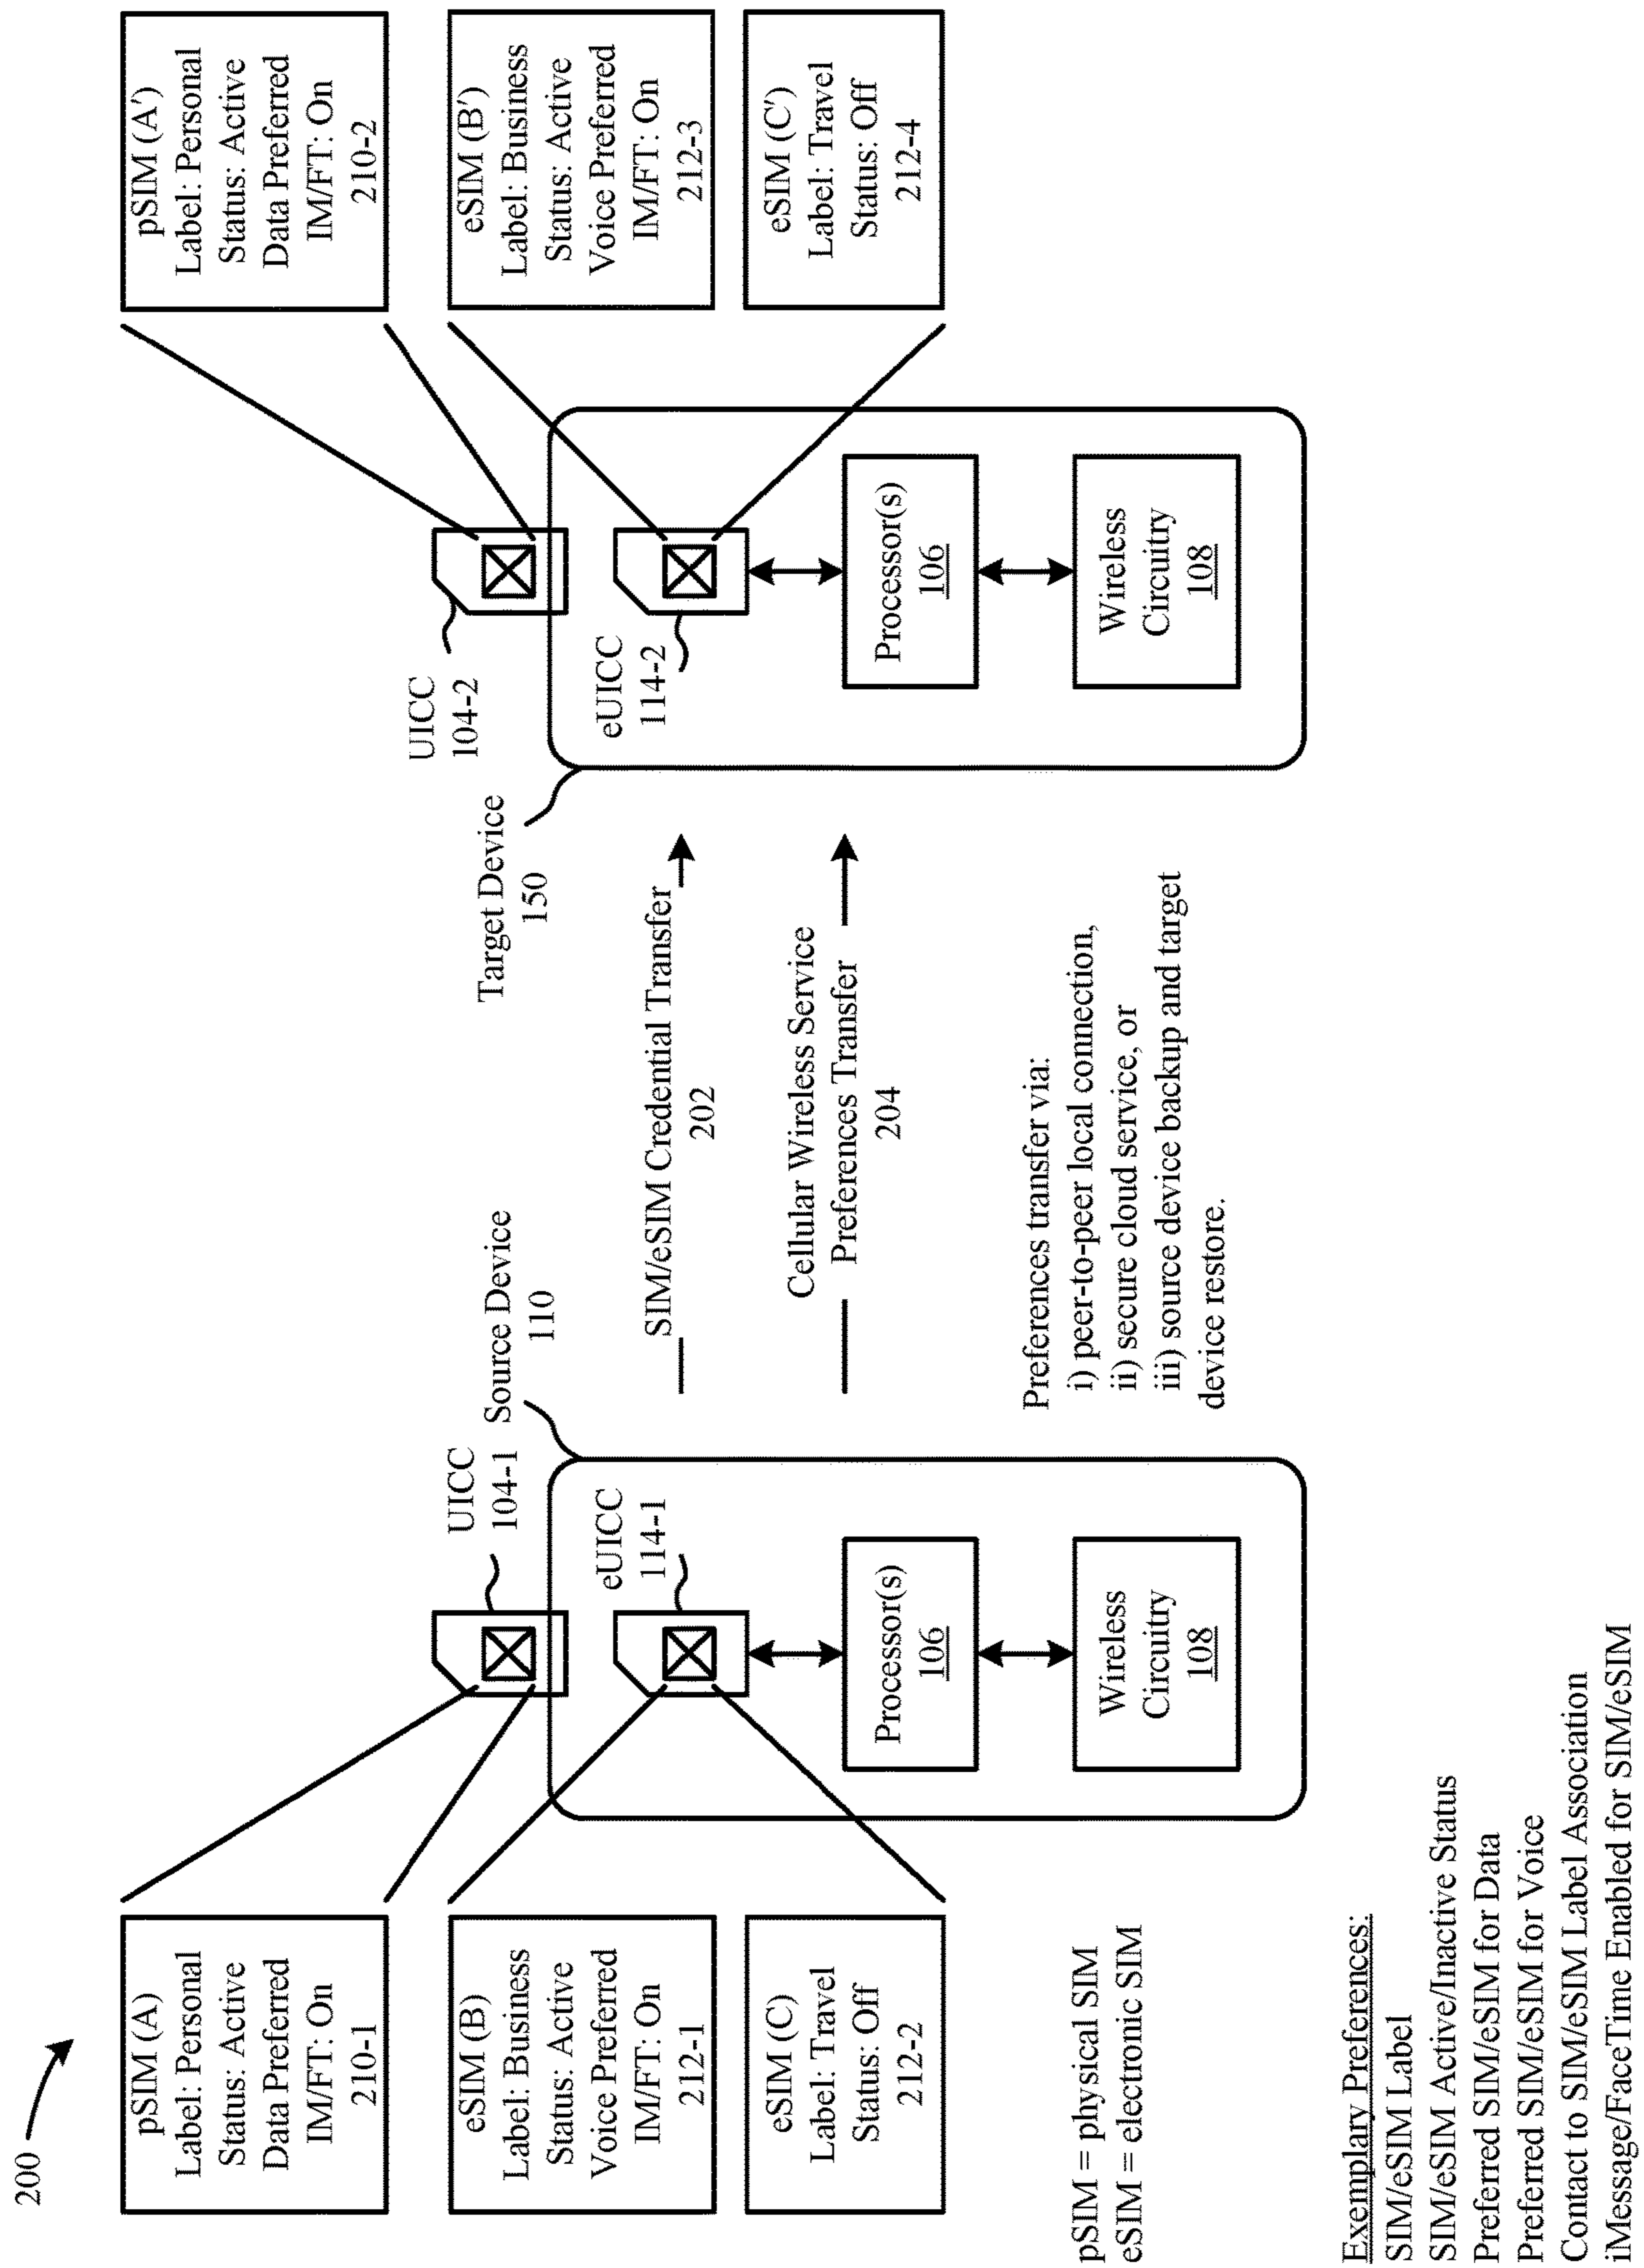 200
pSIM (A)
Label: Personal
Status: Active
Data Preferred
IM/FT: On
210-1
eSIM (B)
Label: Business
Status: Active
Voice Preferred
IM/FT: On
212-1
eSIM (C)
Label: Travel
Status: Off
212-2
pSIM = physical SIM
eSIM = electronic SIM
Exemplary Preferences:
SIM/eSIM Label
SIM/eSIM Active/Inactive Status
Preferred SIM/eSIM for Data
Preferred SIM/eSIM for Voice
Contact to SIM/eSIM Label Association
iMessage/FaceTime Enabled for SIM/eSIM
UICC
104-1
Source Device
110
eUICC
114-1
Processor(s)
106
Wireless
Circuitry
108
SIM/eSIM Credential Transfer
202
Cellular Wireless Service
Preferences Transfer
204
Preferences transfer via:
i) peer-to-peer local connection,
ii) secure cloud service, or
iii) source device backup and target
device restore.
Target Device
150
UICC
104-2
eUICC
114-2
Processor(s)
106
Wireless
Circuitry
108
pSIM (A')
Label: Personal
Status: Active
Data Preferred
IM/FT: On
210-2
eSIM (B')
Label: Business
Status: Active
Voice Preferred
IM/FT: On
212-3
eSIM (C')
Label: Travel
Status: Off
212-4